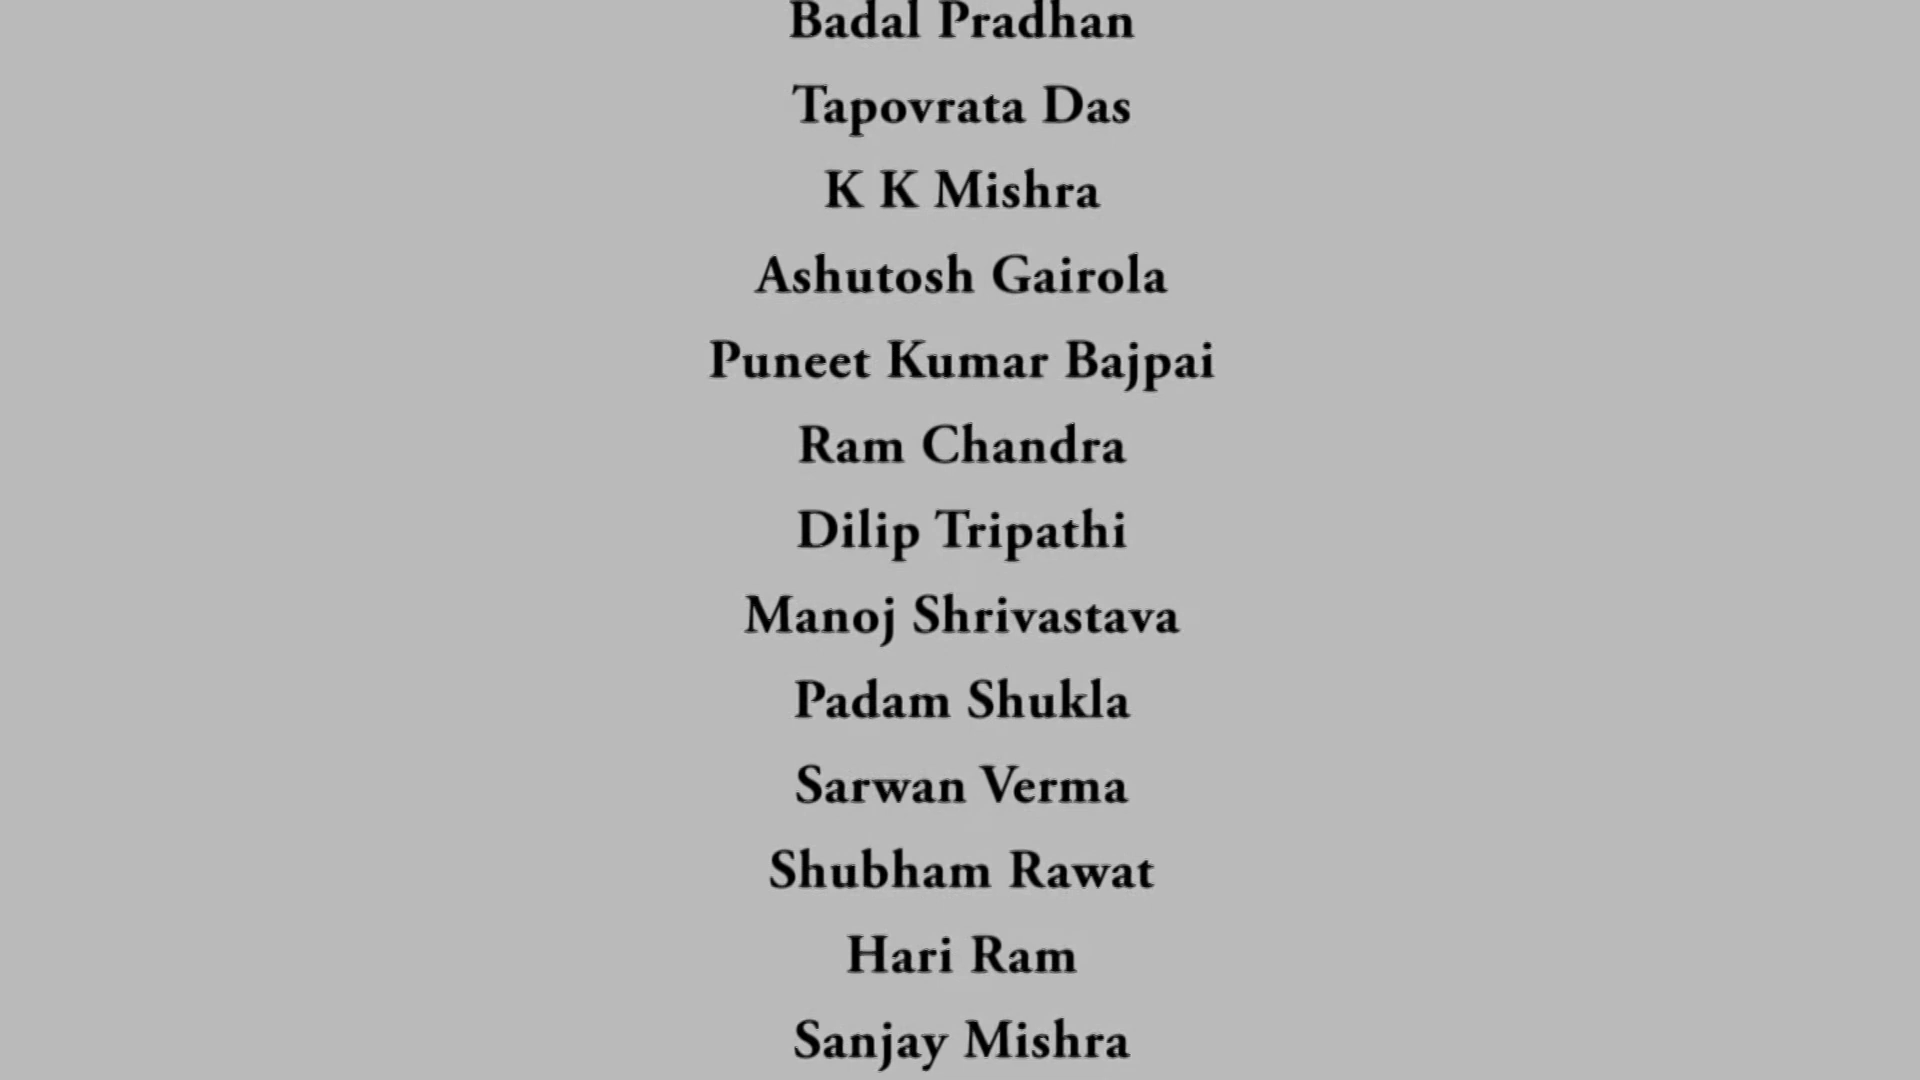 Badal Pradhan
Tapovrata Das
K K Mishra
Ashutosh Gairola
Puneet Kumar Bajpai
Ram Chandra
Dilip Tripathi
Manoj Shrivastava
Padam Shukla
Sarwan Verma
Shubham Rawat
Hari Ram
Sanjay Mishra